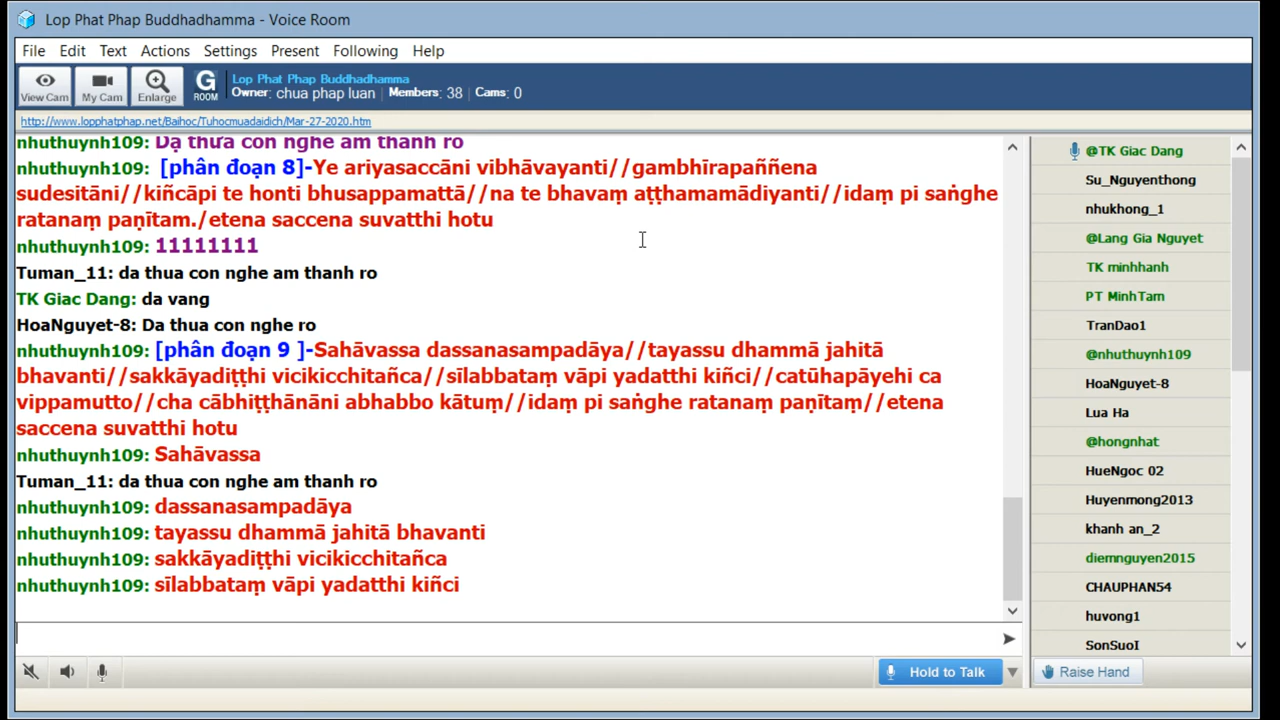 Lop Phat Phap Buddhadhamma - Voice Room
File Edit Text Actions Settings Present Following Help
View Cam My Cam Enlarge G ROOM
Lop Phat Phap Buddhadhamma
Owner: chua phap luan Members: 38 Cams: 0
http://www.lopphatphap.net/Baihoc/Tuhocmuadaidich/Mar-27-2020.htm
nhuthuynh109: Dạ thưa con nghe am thanh ro
nhuthuynh109: [phân đoạn 8]-Ye ariyasaccāni vibhāvayanti//gambhīrapaññena
sudesitāni//kiñcāpi te honti bhusappamattā//na te bhavaṃ aṭṭhamamādiyanti//idaṃ pi saṅghe
ratanaṃ paṇītam./etena saccena suvatthi hotu
nhuthuynh109: 11111111
Tuman_11: da thua con nghe am thanh ro
TK Giac Dang: da vang
HoaNguyet-8: Da thua con nghe ro
nhuthuynh109: [phân đoạn 9 ]-Sahāvassa dassanasampadāya//tayassu dhammā jahitā
bhavanti//sakkāyadiṭṭhi vicikicchitañca//sīlabbataṃ vāpi yadatthi kiñci//catūhapāyehi ca
vippamutto//cha cābhiṭṭhānāni abhabbo kātuṃ//idaṃ pi saṅghe ratanaṃ paṇītaṃ//etena
saccena suvatthi hotu
nhuthuynh109: Sahāvassa
Tuman_11: da thua con nghe am thanh ro
nhuthuynh109: dassanasampadāya
nhuthuynh109: tayassu dhammā jahitā bhavanti
nhuthuynh109: sakkāyadiṭṭhi vicikicchitañca
nhuthuynh109: sīlabbataṃ vāpi yadatthi kiñci
@TK Giac Dang
Su_Nguyenthong
nhukhong_1
@Lang Gia Nguyet
TK minhhanh
PT MinhTam
TranDao1
@nhuthuynh109
HoaNguyet-8
Lua Ha
@hongnhat
HueNgoc 02
Huyenmong2013
khanh an_2
diemnguyen2015
CHAUPHAN54
huvong1
SonSuoI
Hold to Talk
Raise Hand